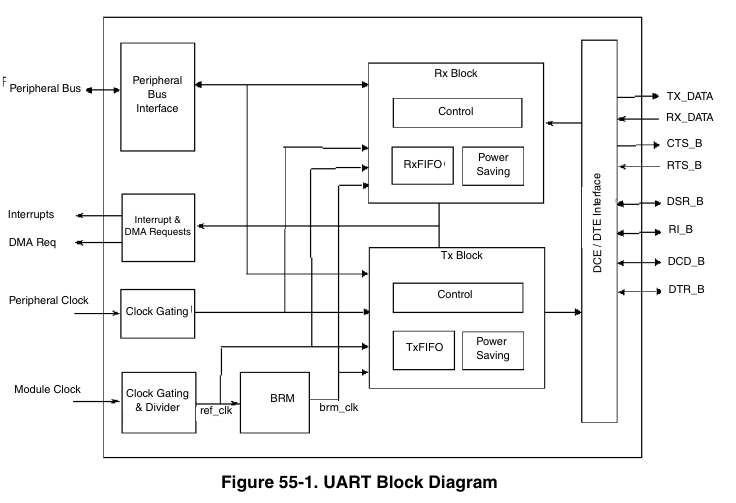 Peripheral Bus
Peripheral
Bus
Interface
Rx Block
Control
RxFIFO
Power
Saving
Interrupts
DMA Req
Interrupt &
DMA Requests
Tx Block
Control
TxFIFO
Power
Saving
Peripheral Clock
Clock Gating
Module Clock
Clock Gating
& Divider
ref_clk
BRM
brm_clk
DCE / DTE Interface
TX_DATA
RX_DATA
CTS_B
RTS_B
DSR_B
RI_B
DCD_B
DTR_B
Figure 55-1. UART Block Diagram